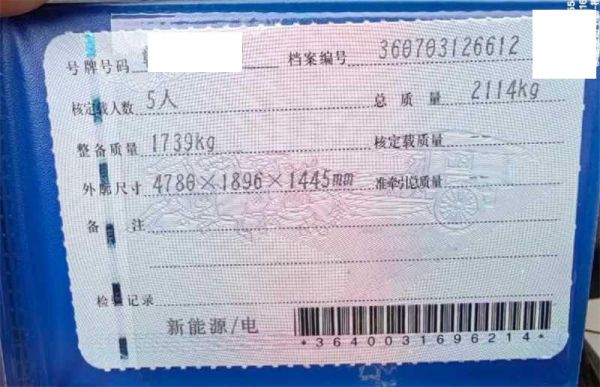 号牌号码 档案编号 360703126612
核定载人数 5人 总质量 2114kg
整备质量 1739kg 核定载质量
外廓尺寸 4780×1896×1445mm 准牵引总质量
备注
检验记录
新能源/电
*3640031696214*